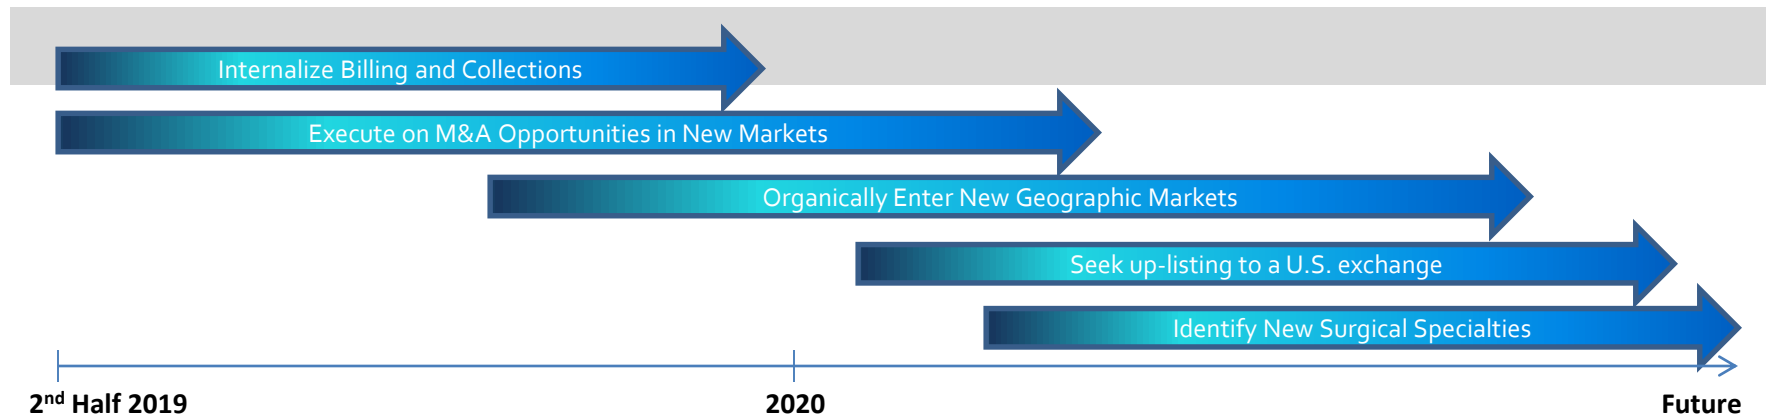 Internalize Billing and Collections
Execute on M&A Opportunities in New Markets
Organically Enter New Geographic Markets
Seek up-listing to a U.S. exchange
Identify New Surgical Specialties
2nd Half 2019
2020
Future